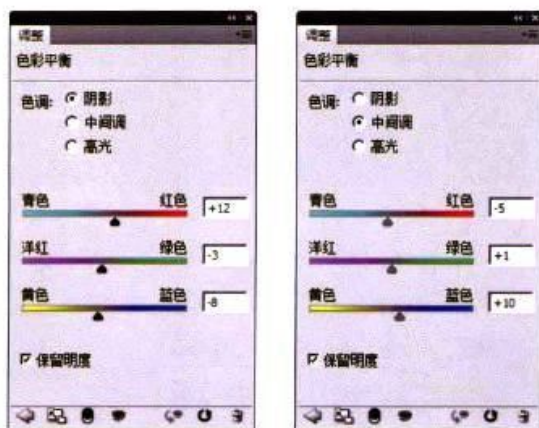 调整
色彩平衡
色调: 阴影
中间调
高光
青色 红色 +12
洋红 绿色 -3
黄色 蓝色 -8
保留明度
调整
色彩平衡
色调: 阴影
中间调
高光
青色 红色 -5
洋红 绿色 +1
黄色 蓝色 +10
保留明度